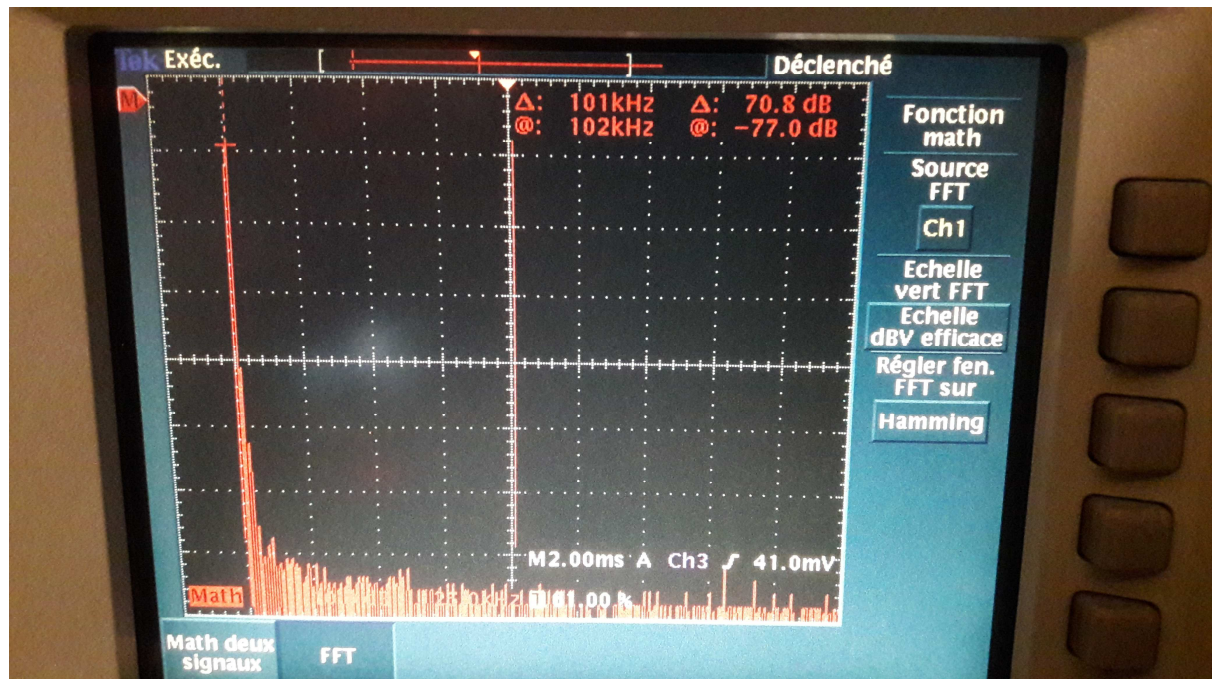 Tek Exéc. [ ] Déclenché
M
Δ: 101kHz Δ: 70.8 dB
@: 102kHz @: -77.0 dB
Fonction
math
Source
FFT
Ch1
Echelle
vert FFT
Echelle
dBV efficace
Régler fen.
FFT sur
Hamming
M2.00ms A Ch3 41.0mV
Math
Math deux
signaux
FFT